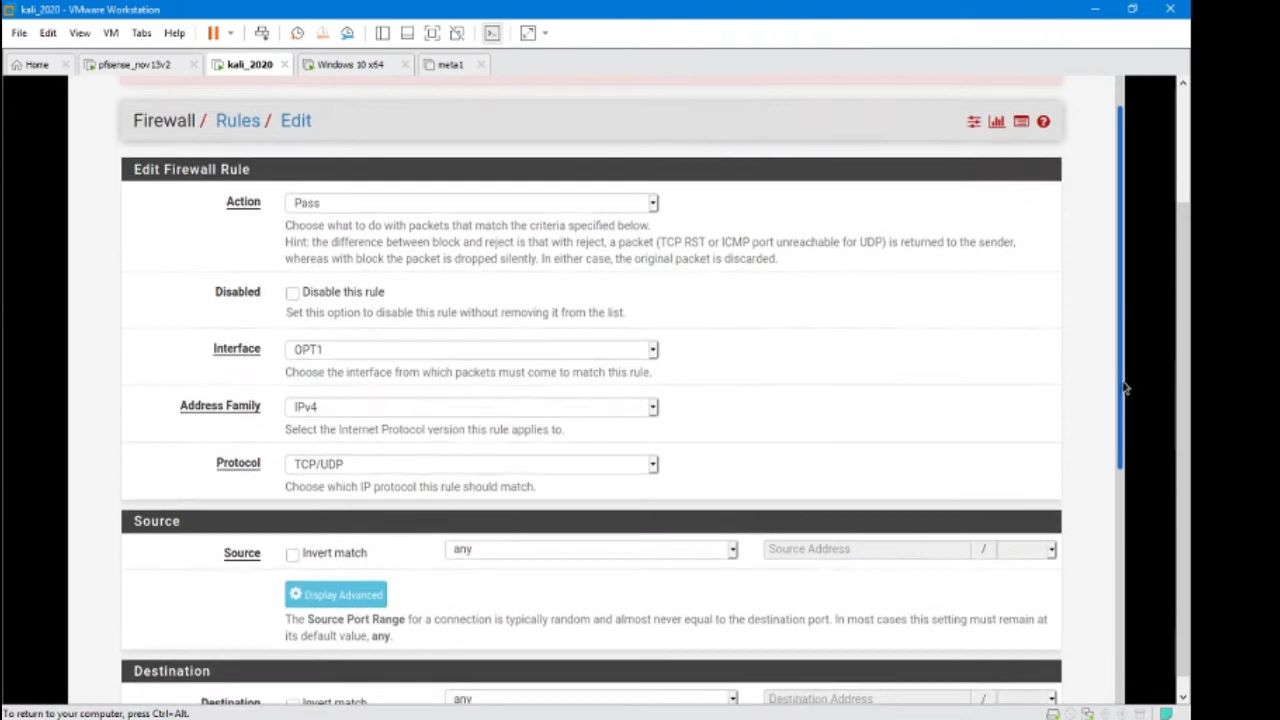 kali_2020 - VMware Workstation
File Edit View VM Tabs Help
Home pfsense_nov13v2 kali_2020 Windows 10 x64 meta1
Firewall / Rules / Edit
Edit Firewall Rule
Action Pass
Choose what to do with packets that match the criteria specified below.
Hint: the difference between block and reject is that with reject, a packet (TCP RST or ICMP port unreachable for UDP) is returned to the sender,
whereas with block the packet is dropped silently. In either case, the original packet is discarded.
Disabled Disable this rule
Set this option to disable this rule without removing it from the list.
Interface OPT1
Choose the interface from which packets must come to match this rule.
Address Family IPv4
Select the Internet Protocol version this rule applies to.
Protocol TCP/UDP
Choose which IP protocol this rule should match.
Source
Source Invert match any Source Address /
Display Advanced
The Source Port Range for a connection is typically random and almost never equal to the destination port. In most cases this setting must remain at
its default value, any.
Destination
Destination Invert match any Destination Address /
To return to your computer, press Ctrl+Alt.